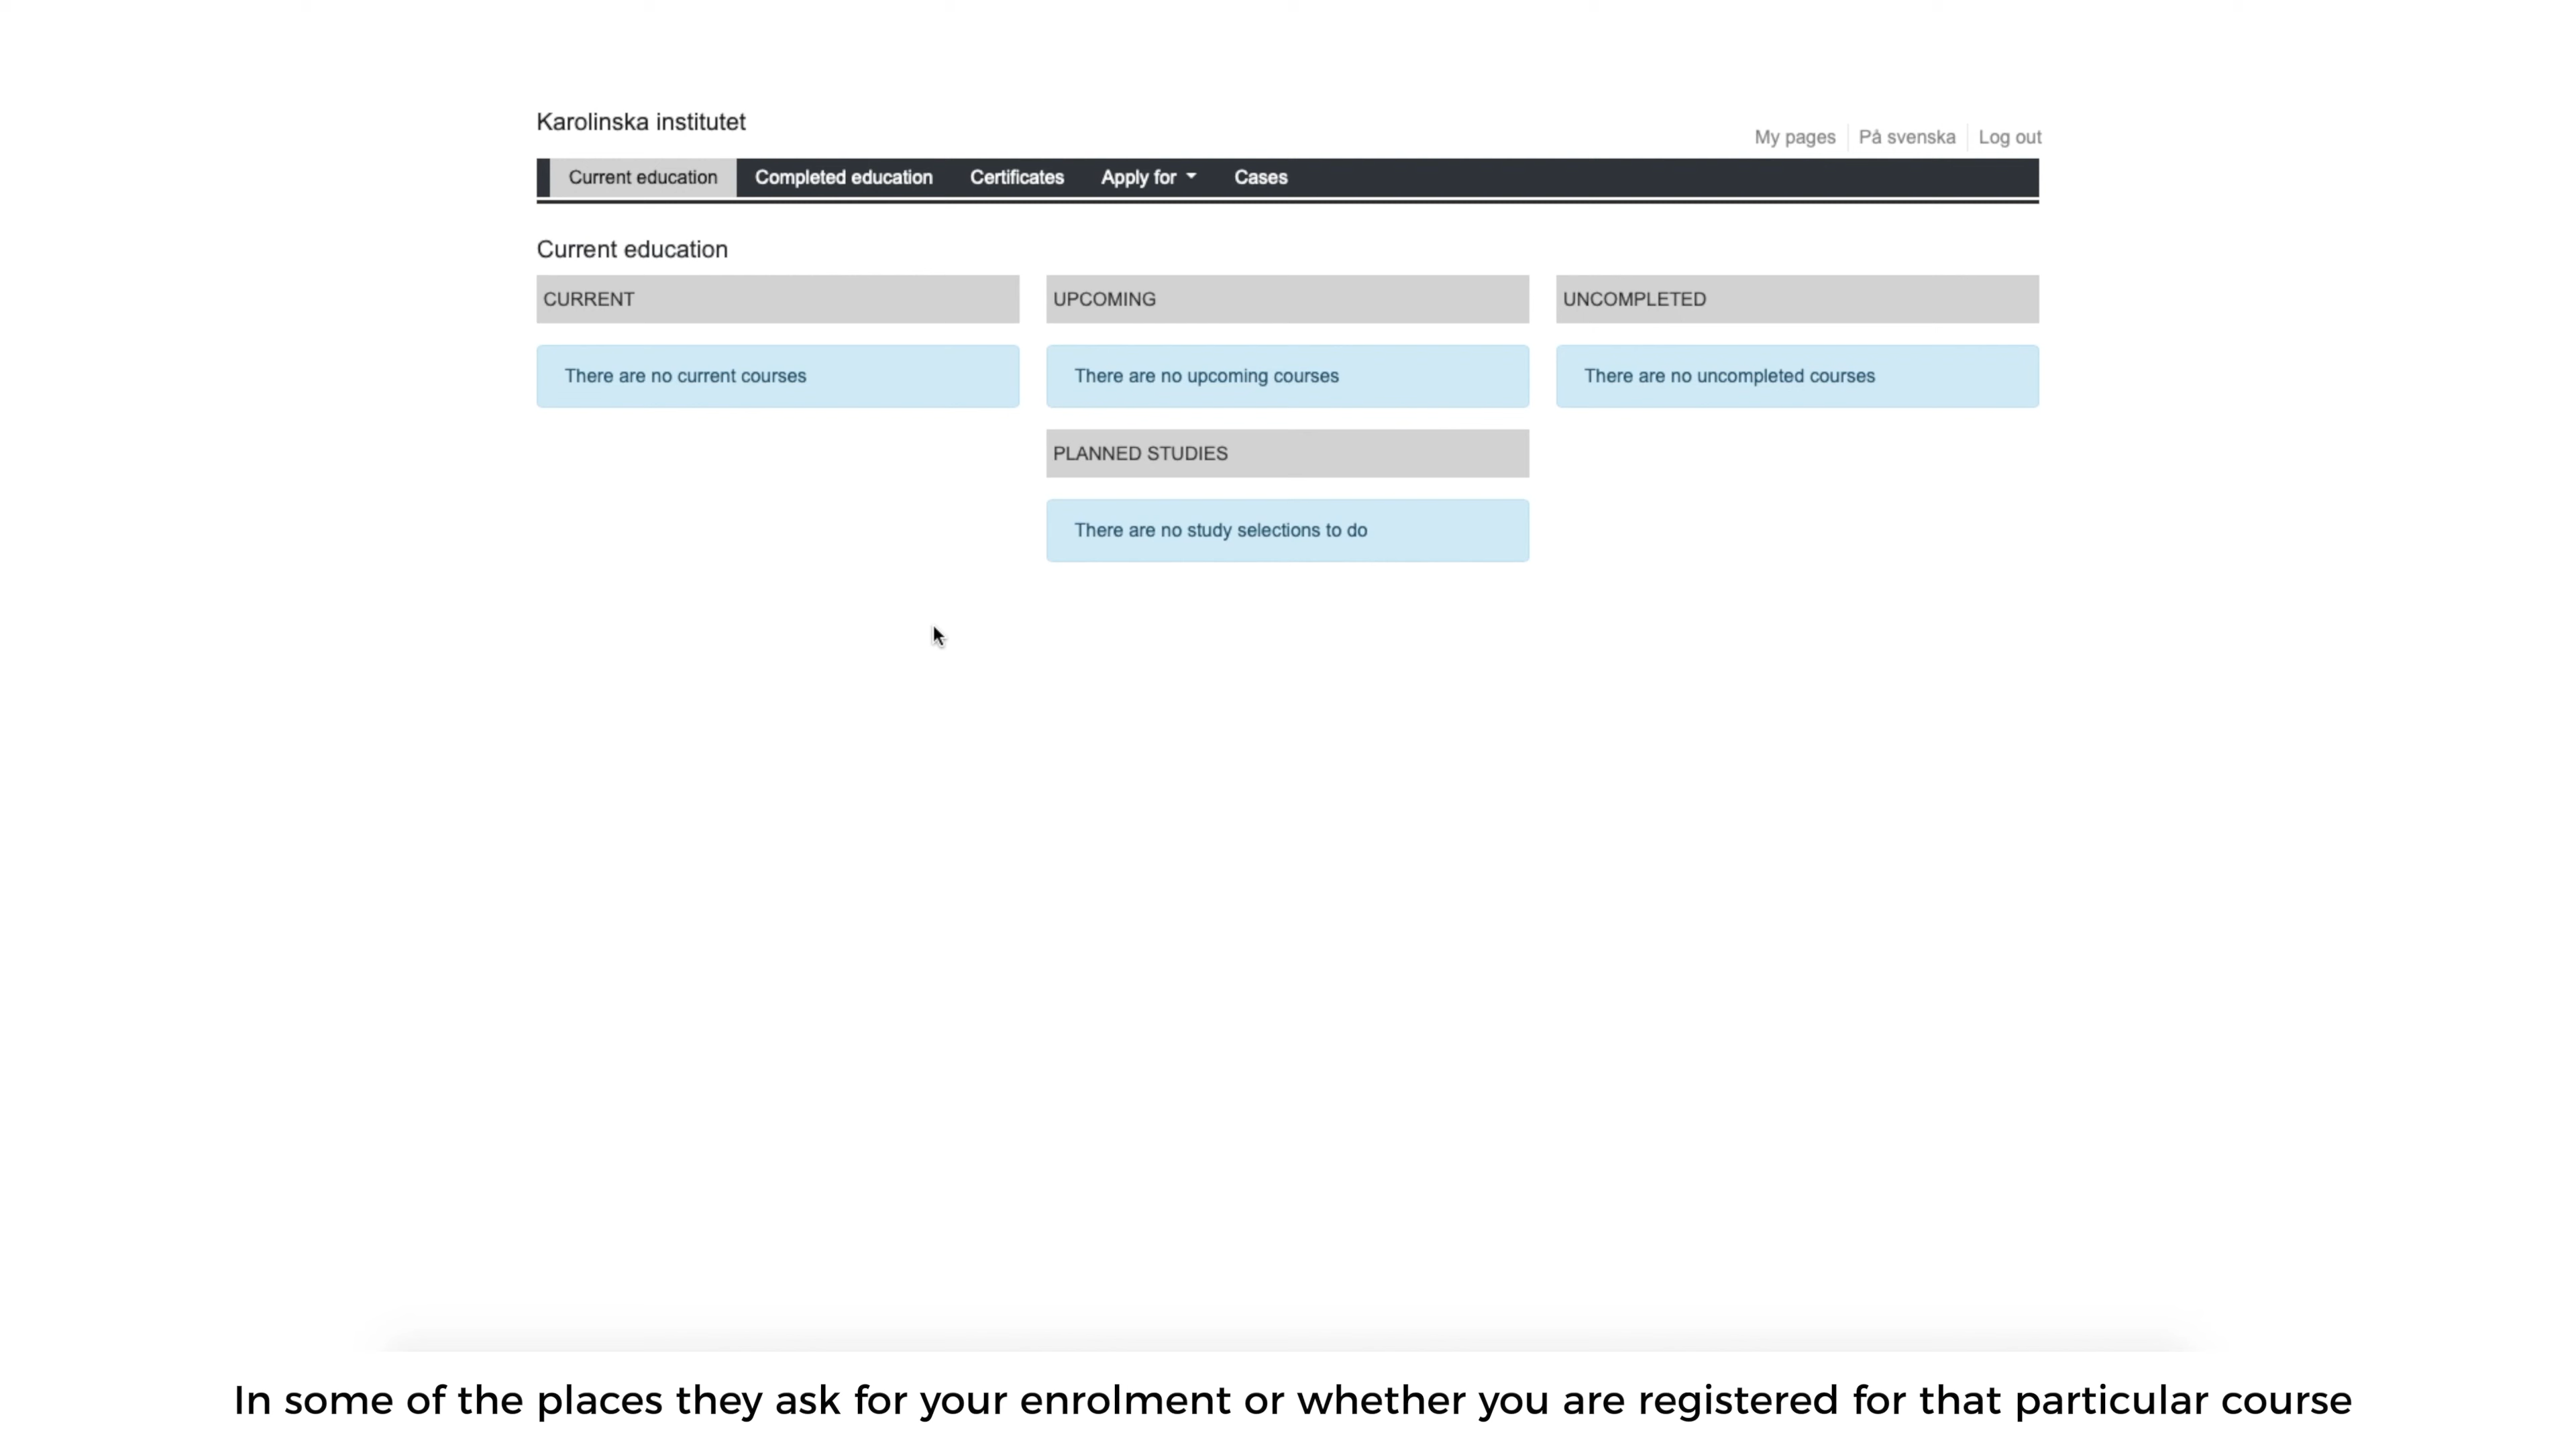 Karolinska institutet
My pages
På svenska
Log out
Current education
Completed education
Certificates
Apply for
Cases
Current education
CURRENT
UPCOMING
UNCOMPLETED
There are no current courses
There are no upcoming courses
There are no uncompleted courses
PLANNED STUDIES
There are no study selections to do
In some of the places they ask for your enrolment or whether you are registered for that particular course